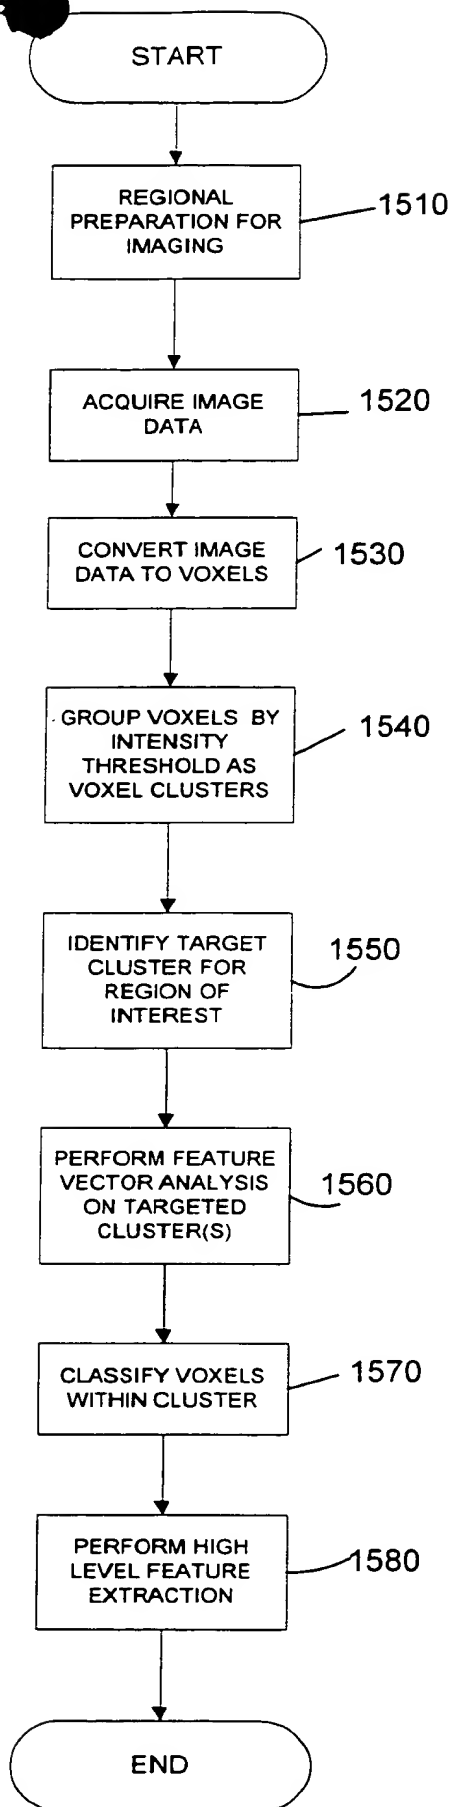 START
REGIONAL
PREPARATION FOR
IMAGING
1510
ACQUIRE IMAGE
DATA
1520
CONVERT IMAGE
DATA TO VOXELS
1530
GROUP VOXELS BY
INTENSITY
THRESHOLD AS
VOXEL CLUSTERS
1540
IDENTIFY TARGET
CLUSTER FOR
REGION OF
INTEREST
1550
PERFORM FEATURE
VECTOR ANALYSIS
ON TARGETED
CLUSTER(S)
1560
CLASSIFY VOXELS
WITHIN CLUSTER
1570
PERFORM HIGH
LEVEL FEATURE
EXTRACTION
1580
END